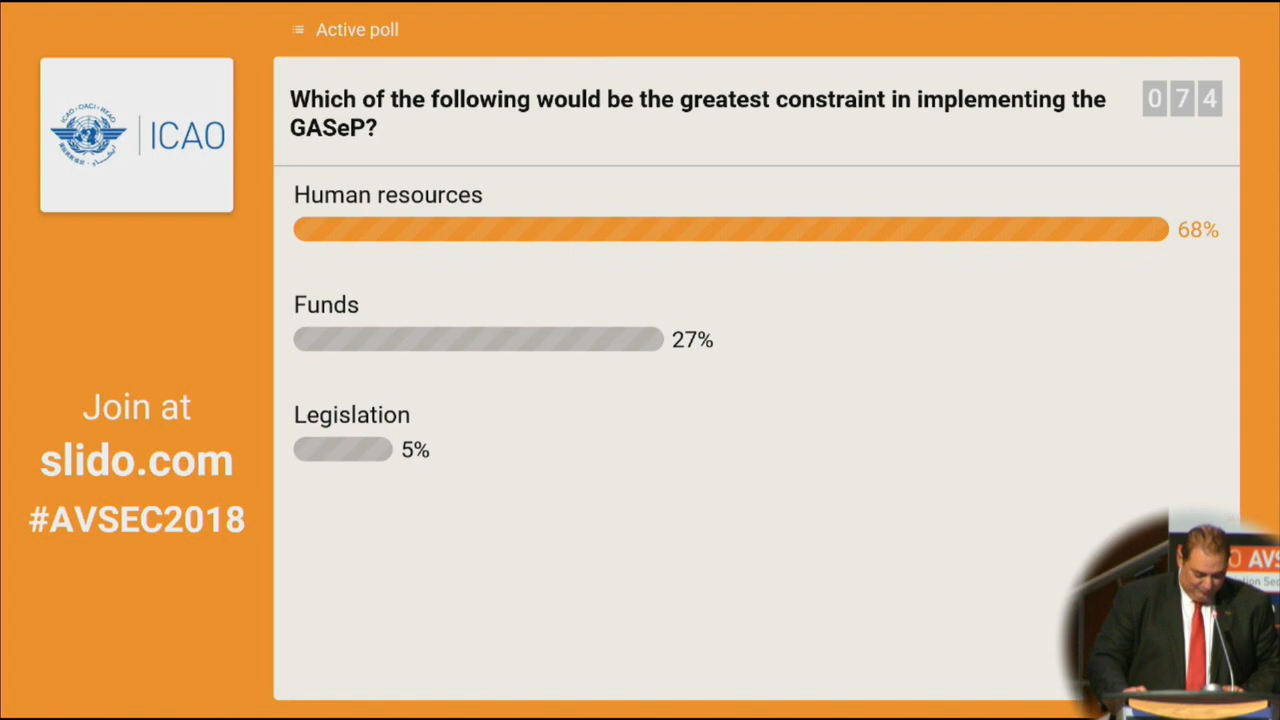 Active poll
ICAO
Which of the following would be the greatest constraint in implementing the
GASeP?
074
Human resources
68%
Funds
27%
Legislation
5%
Join at
slido.com
#AVSEC2018
AVS